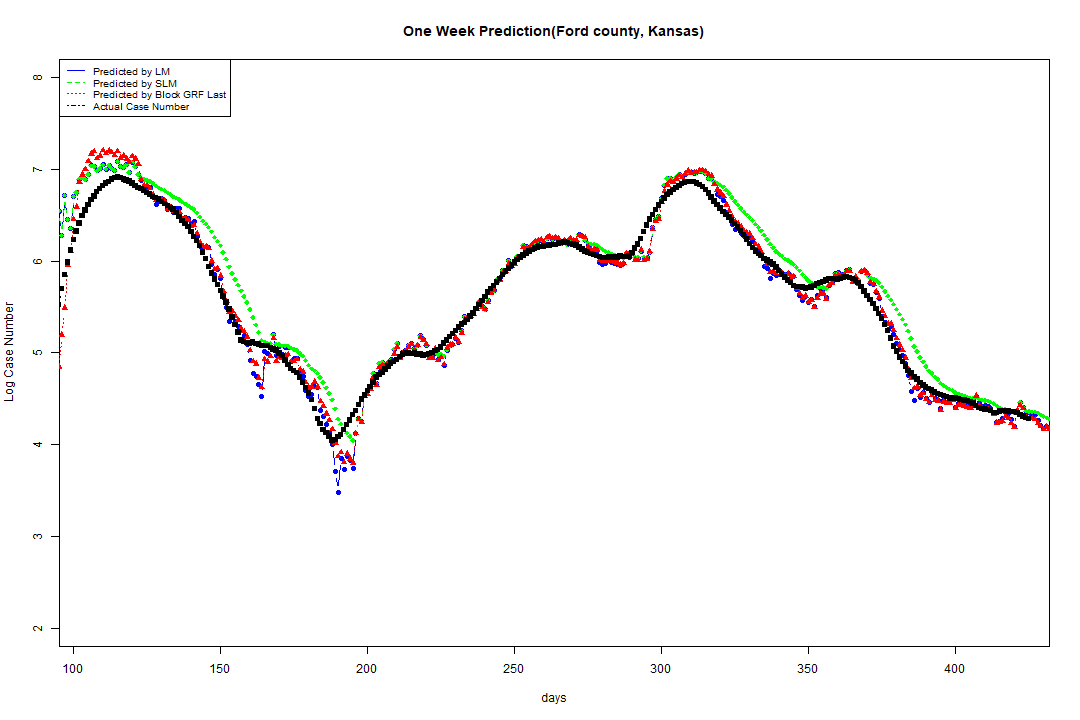 One Week Prediction(Ford county, Kansas)
Predicted by LM
Predicted by SLM
Predicted by Block GRF Last
Actual Case Number
Log Case Number
8
7
6
5
4
3
2
100 150 200 250 300 350 400
days